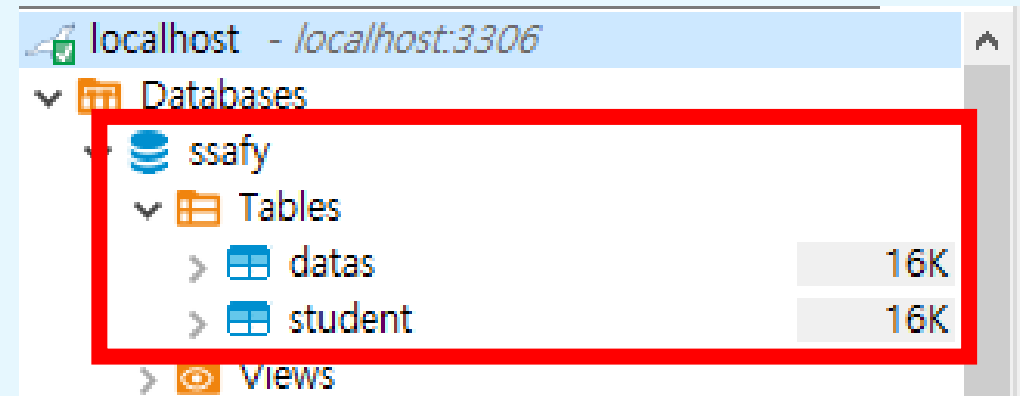 localhost - localhost:3306
Databases
ssafy
Tables
datas 16K
student 16K
Views